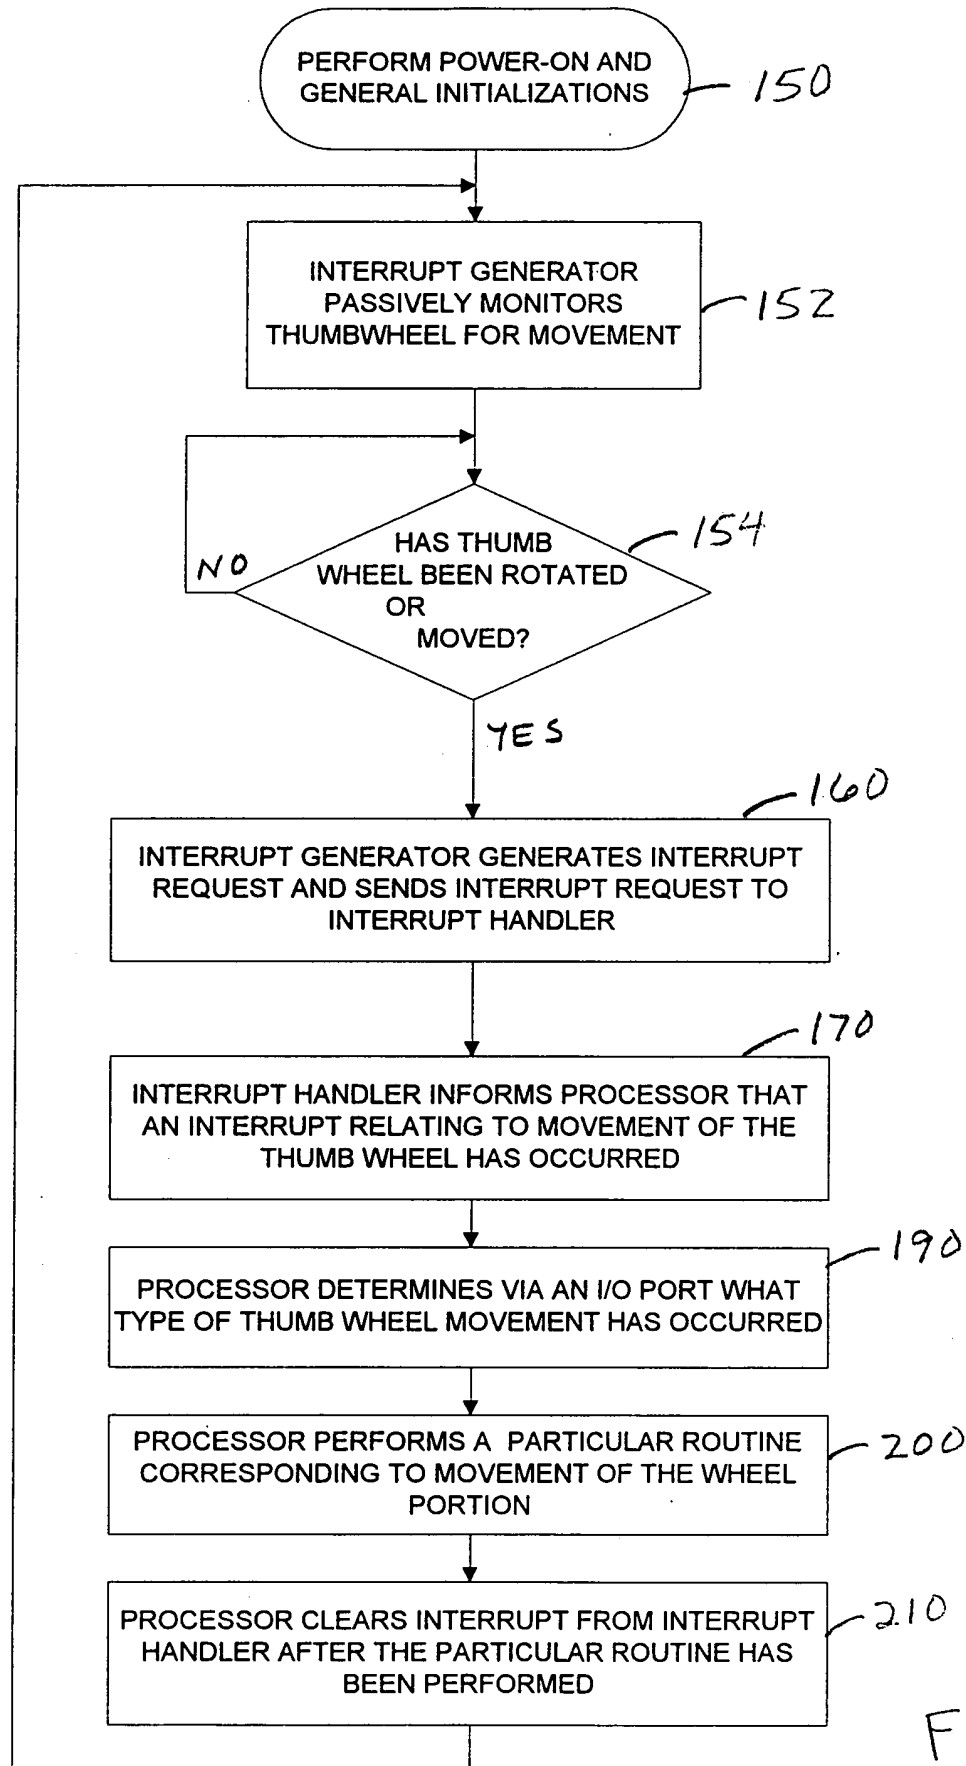 PERFORM POWER-ON AND
GENERAL INITIALIZATIONS
150
INTERRUPT GENERATOR
PASSIVELY MONITORS
THUMBWHEEL FOR MOVEMENT
152
HAS THUMB
WHEEL BEEN ROTATED
OR
MOVED?
154
NO
YES
160
INTERRUPT GENERATOR GENERATES INTERRUPT
REQUEST AND SENDS INTERRUPT REQUEST TO
INTERRUPT HANDLER
170
INTERRUPT HANDLER INFORMS PROCESSOR THAT
AN INTERRUPT RELATING TO MOVEMENT OF THE
THUMB WHEEL HAS OCCURRED
190
PROCESSOR DETERMINES VIA AN I/O PORT WHAT
TYPE OF THUMB WHEEL MOVEMENT HAS OCCURRED
PROCESSOR PERFORMS A PARTICULAR ROUTINE
CORRESPONDING TO MOVEMENT OF THE WHEEL
PORTION
200
PROCESSOR CLEARS INTERRUPT FROM INTERRUPT
HANDLER AFTER THE PARTICULAR ROUTINE HAS
BEEN PERFORMED
210
F